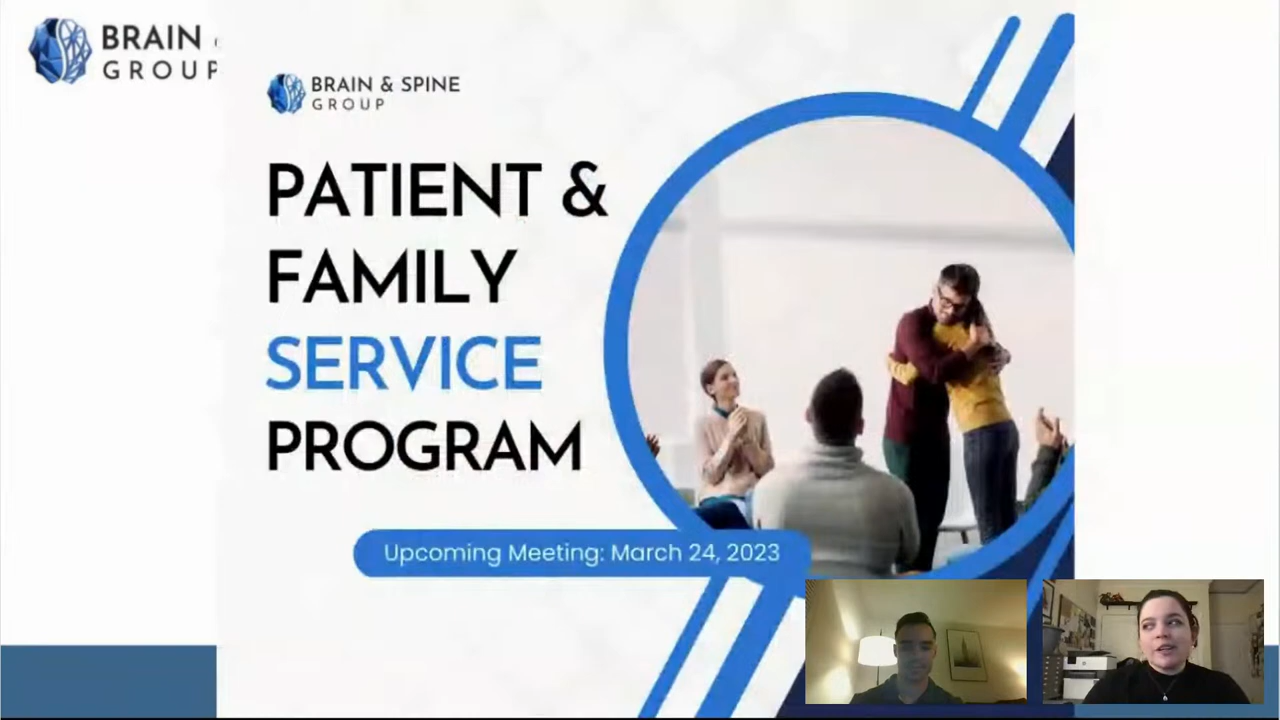 BRAIN
GROUP
BRAIN & SPINE
GROUP
PATIENT &
FAMILY
SERVICE
PROGRAM
Upcoming Meeting: March 24, 2023